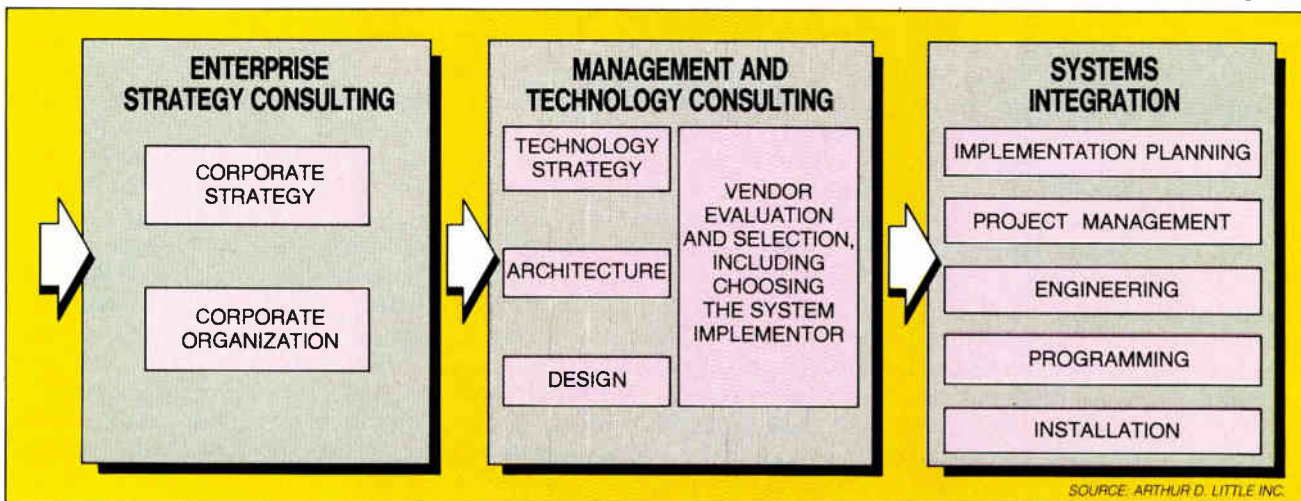 ENTERPRISE
STRATEGY CONSULTING
CORPORATE
STRATEGY
CORPORATE
ORGANIZATION
MANAGEMENT AND
TECHNOLOGY CONSULTING
TECHNOLOGY
STRATEGY
ARCHITECTURE
DESIGN
VENDOR
EVALUATION
AND SELECTION,
INCLUDING
CHOOSING
THE SYSTEM
IMPLEMENTOR
SYSTEMS
INTEGRATION
IMPLEMENTATION PLANNING
PROJECT MANAGEMENT
ENGINEERING
PROGRAMMING
INSTALLATION
SOURCE: ARTHUR D. LITTLE INC.